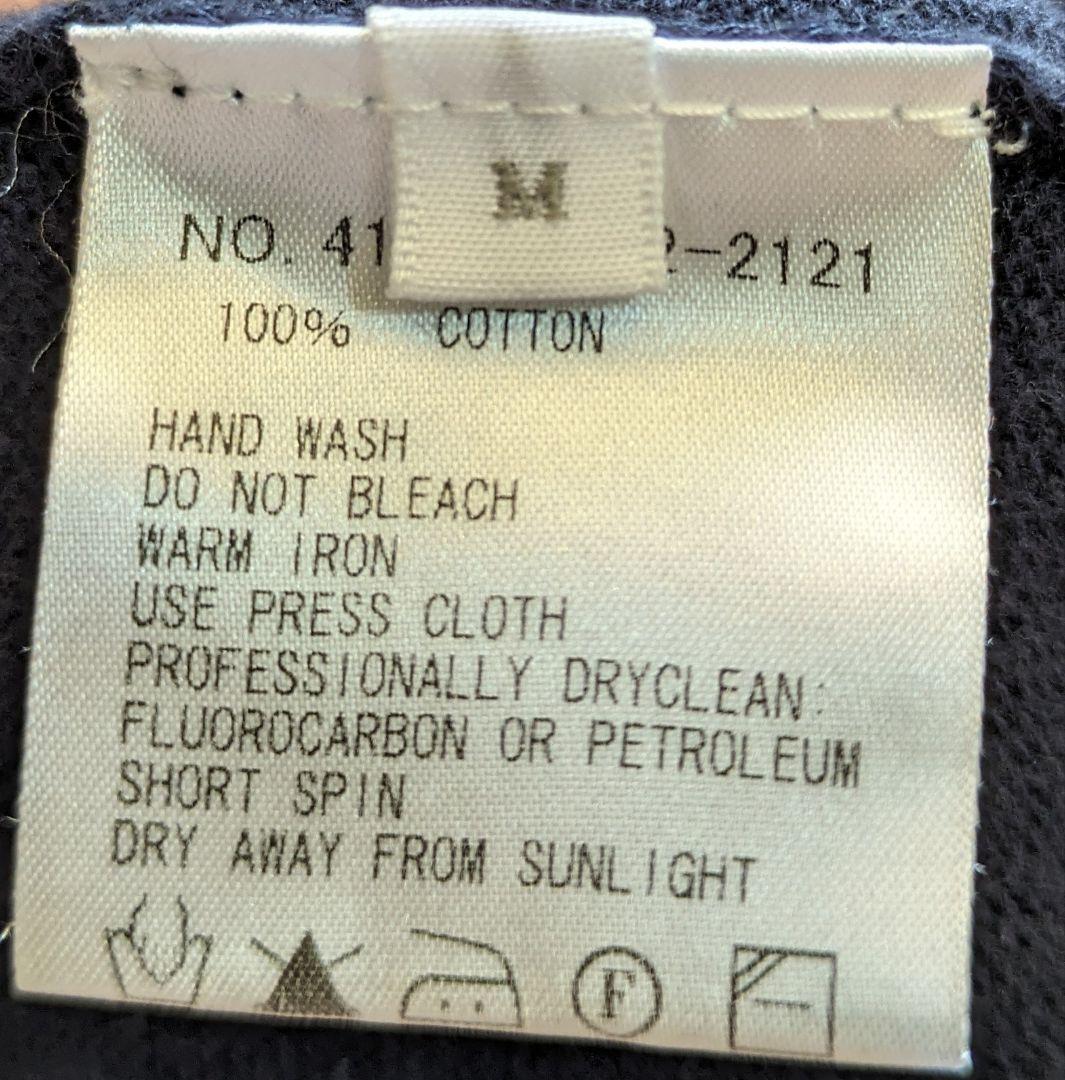 M
NO. 41 2-2121
100% COTTON
HAND WASH
DO NOT BLEACH
WARM IRON
USE PRESS CLOTH
PROFESSIONALLY DRYCLEAN:
FLUOROCARBON OR PETROLEUM
SHORT SPIN
DRY AWAY FROM SUNLIGHT
F